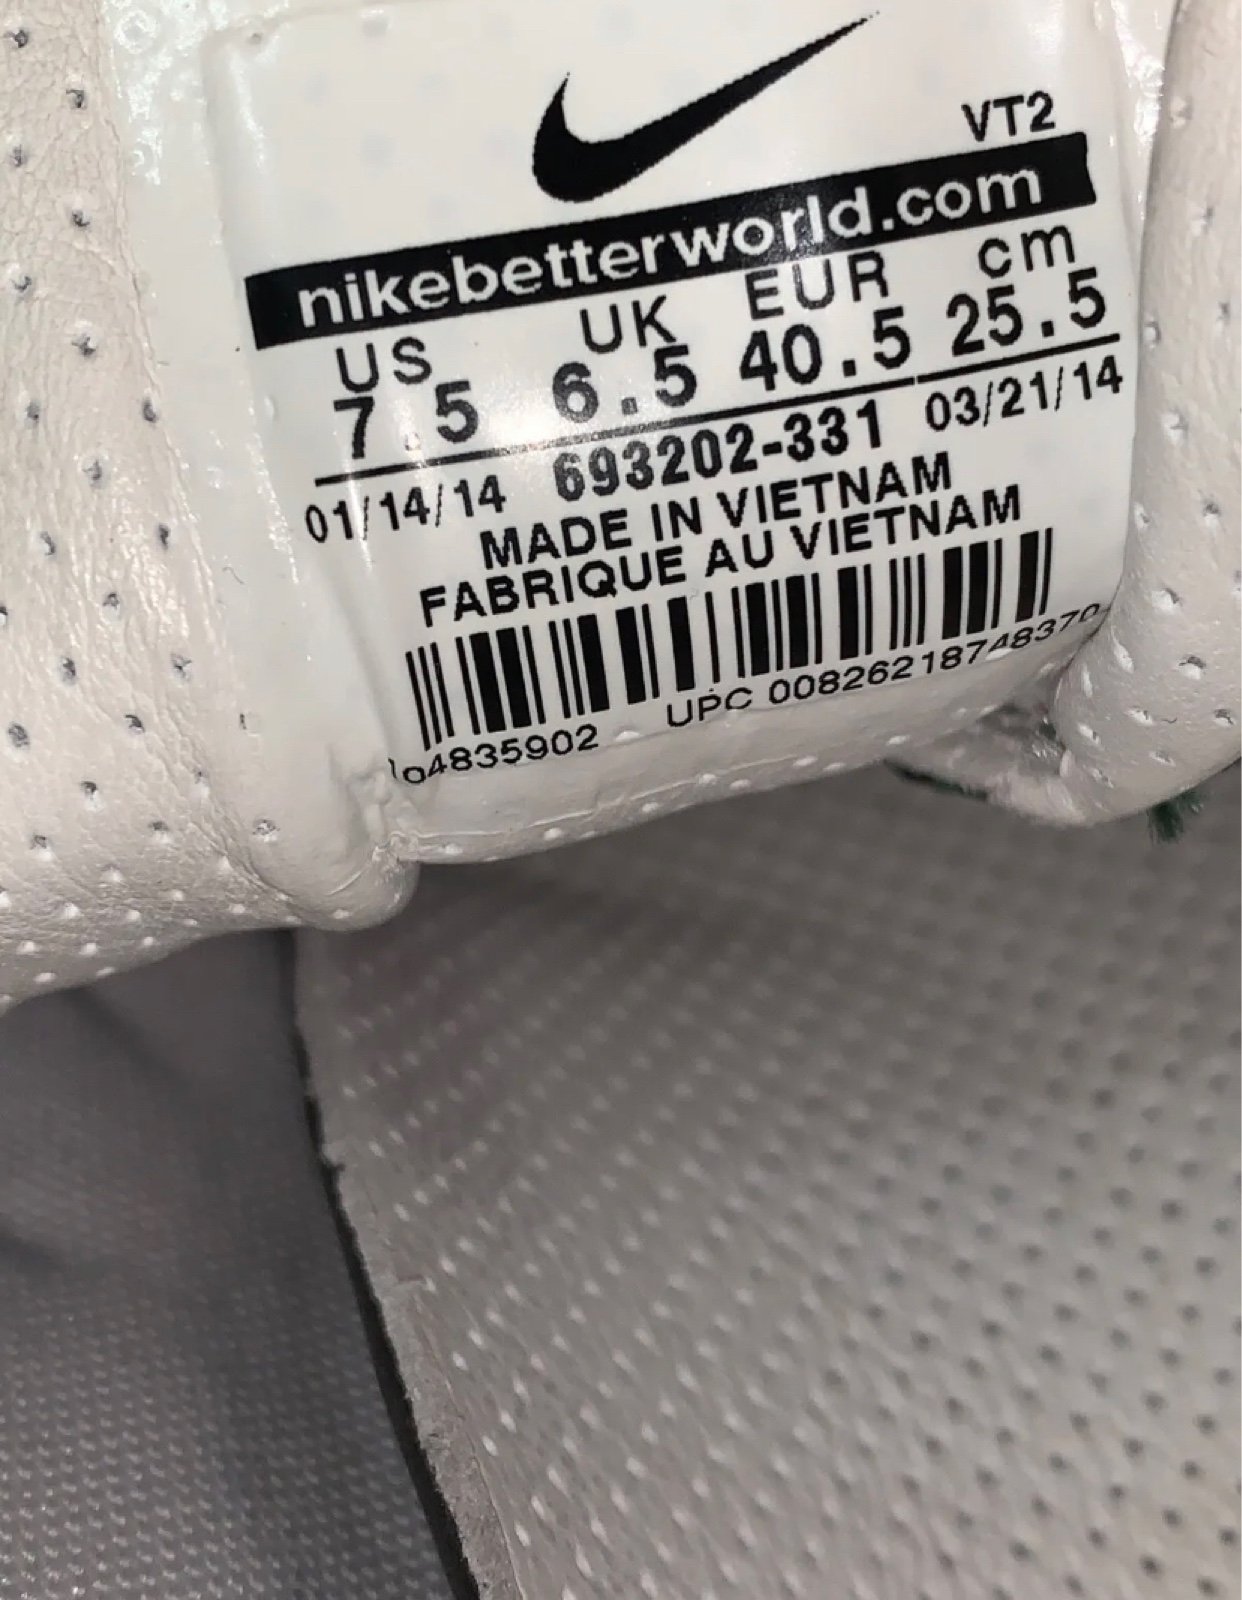 VT2
nikebetterworld.com
US UK EUR cm
7.5 6.5 40.5 25.5
01/14/14 693202-331 03/21/14
MADE IN VIETNAM
FABRIQUE AU VIETNAM
04835902 UPC 00826218748370